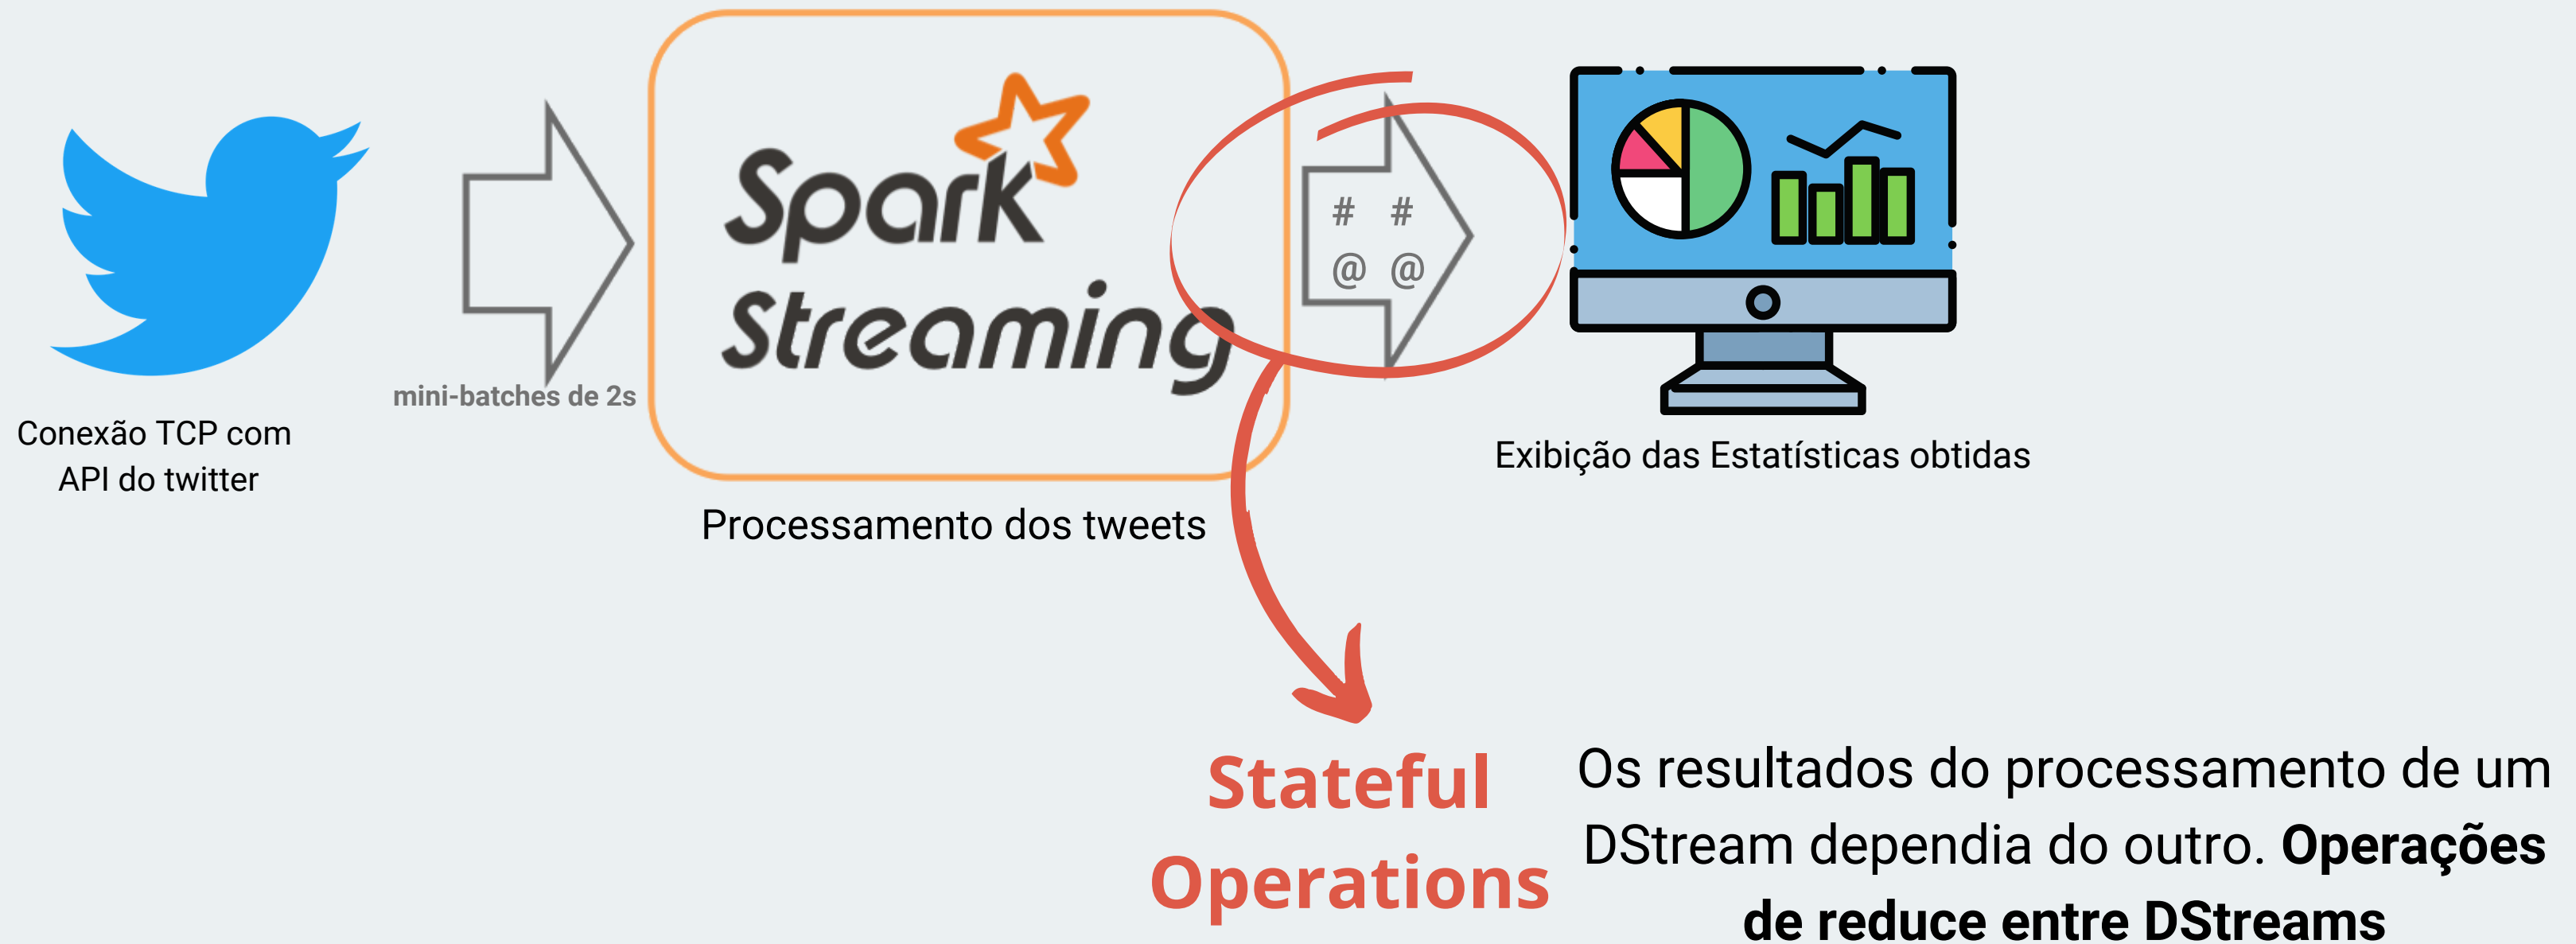 Spark
Streaming
# #
@ @
mini-batches de 2s
Conexão TCP com
API do twitter
Processamento dos tweets
Exibição das Estatísticas obtidas
Stateful
Operations
Os resultados do processamento de um
DStream dependia do outro. Operações
de reduce entre DStreams